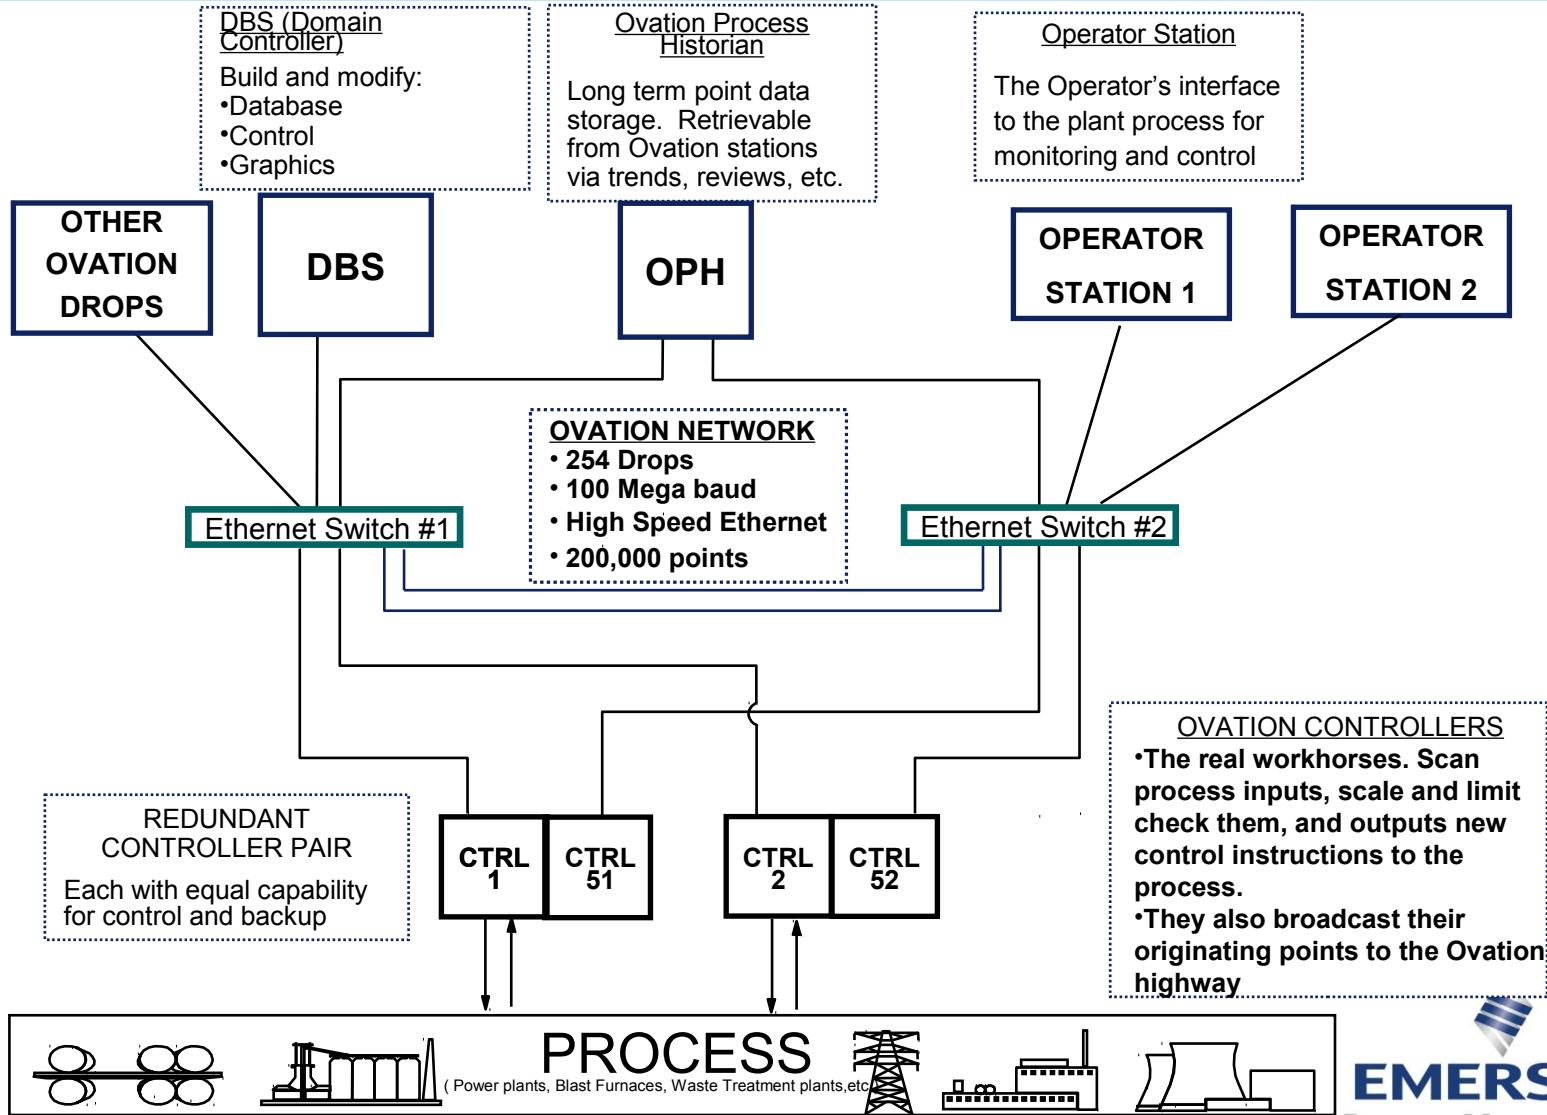 DBS (Domain
Controller)
Build and modify:
•Database
•Control
•Graphics
Ovation Process
Historian
Long term point data
storage.  Retrievable
from Ovation stations
via trends, reviews, etc.
Operator Station
The Operator’s interface
to the plant process for
monitoring and control
OTHER
OVATION
DROPS
DBS
OPH
OPERATOR
STATION 1
OPERATOR
STATION 2
OVATION NETWORK
• 254 Drops
• 100 Mega baud
• High Speed Ethernet
• 200,000 points
Ethernet Switch #1
Ethernet Switch #2
REDUNDANT
CONTROLLER PAIR
Each with equal capability
for control and backup
CTRL
1
CTRL
51
CTRL
2
CTRL
52
OVATION CONTROLLERS
•The real workhorses. Scan
process inputs, scale and limit
check them, and outputs new
control instructions to the
process.
•They also broadcast their
originating points to the Ovation
highway
PROCESS
( Power plants, Blast Furnaces, Waste Treatment plants,etc
EMERS